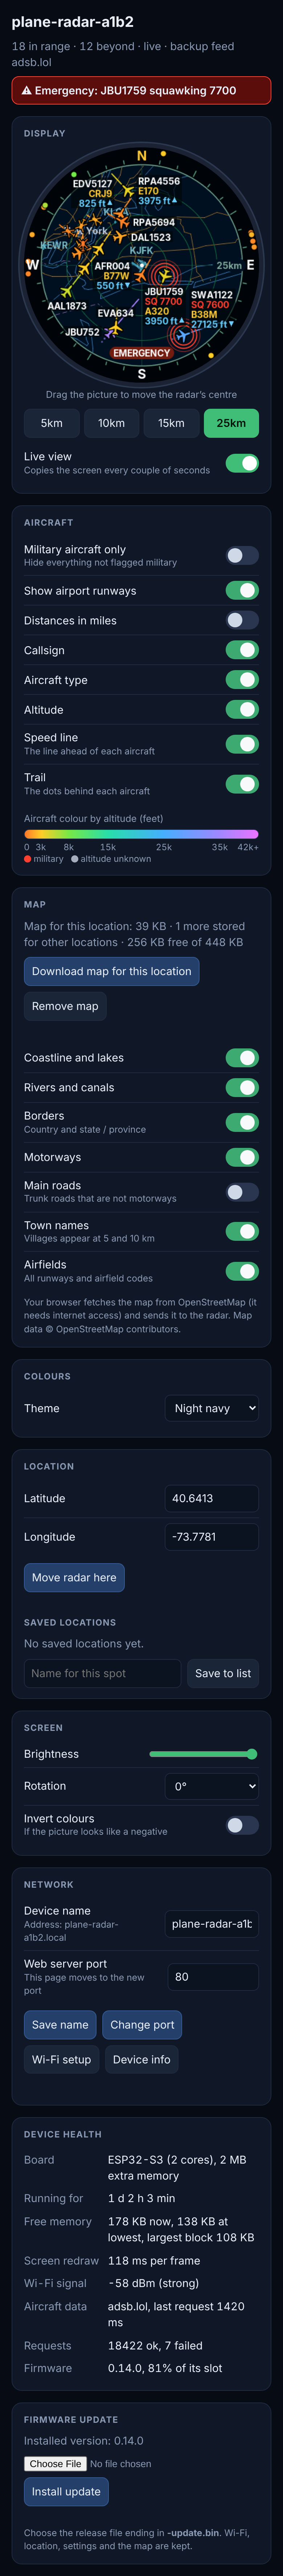 plane-radar-a1b2
18 in range · 12 beyond · live · backup feed
adsb.lol
⚠ Emergency: JBU1759 squawking 7700
DISPLAY
N
EDV5127
CRJ9
825 ft▲
RPA4556
E170
3975 ft▲
KLGA
York
RPA5694
DAL1523
KEWR
KJFK
W
25km
E
AFR004
B77W
550 ft▼
JBU1759
SQ 7700
A320
3950 ft▲
SWA1122
SQ 7600
B38M
27125 ft▼
AAL1873
EVA634
JBU752
EMERGENCY
S
Drag the picture to move the radar's centre
5km
10km
15km
25km
Live view
Copies the screen every couple of seconds
AIRCRAFT
Military aircraft only
Hide everything not flagged military
Show airport runways
Distances in miles
Callsign
Aircraft type
Altitude
Speed line
The line ahead of each aircraft
Trail
The dots behind each aircraft
Aircraft colour by altitude (feet)
0 3k 8k 15k 25k 35k 42k+
military altitude unknown
MAP
Map for this location: 39 KB · 1 more stored
for other locations · 256 KB free of 448 KB
Download map for this location
Remove map
Coastline and lakes
Rivers and canals
Borders
Country and state / province
Motorways
Main roads
Trunk roads that are not motorways
Town names
Villages appear at 5 and 10 km
Airfields
All runways and airfield codes
Your browser fetches the map from OpenStreetMap (it
needs internet access) and sends it to the radar. Map
data © OpenStreetMap contributors.
COLOURS
Theme
Night navy
LOCATION
Latitude
40.6413
Longitude
-73.7781
Move radar here
SAVED LOCATIONS
No saved locations yet.
Name for this spot
Save to list
SCREEN
Brightness
Rotation
0°
Invert colours
If the picture looks like a negative
NETWORK
Device name
Address: plane-radar-
a1b2.local
plane-radar-a1b
Web server port
This page moves to the new
port
80
Save name
Change port
Wi-Fi setup
Device info
DEVICE HEALTH
Board ESP32-S3 (2 cores), 2 MB
extra memory
Running for 1 d 2 h 3 min
Free memory 178 KB now, 138 KB at
lowest, largest block 108 KB
Screen redraw 118 ms per frame
Wi-Fi signal -58 dBm (strong)
Aircraft data adsb.lol, last request 1420
ms
Requests 18422 ok, 7 failed
Firmware 0.14.0, 81% of its slot
FIRMWARE UPDATE
Installed version: 0.14.0
Choose File No file chosen
Install update
Choose the release file ending in -update.bin. Wi-Fi,
location, settings and the map are kept.